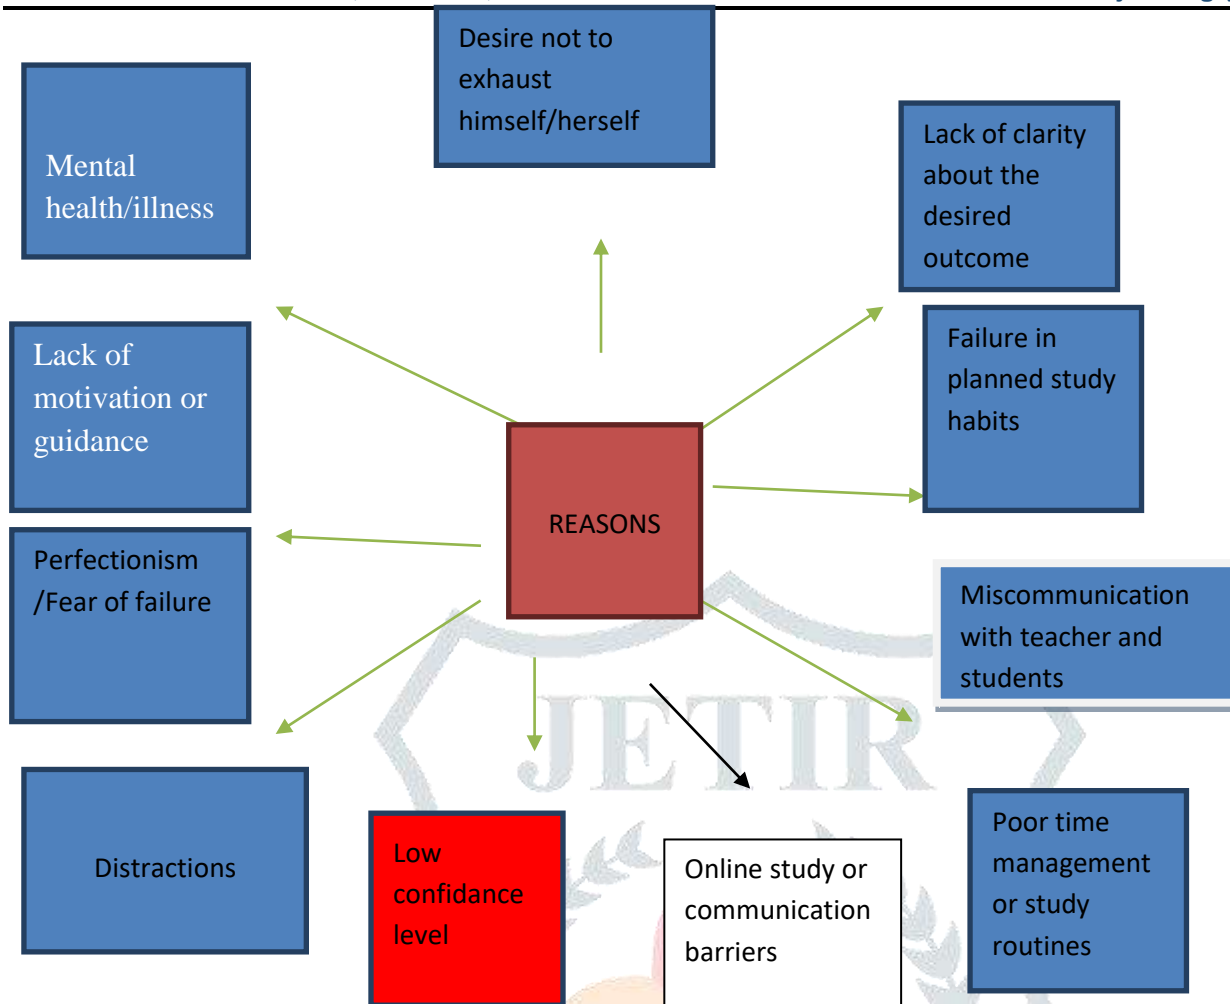 Desire not to
exhaust
himself/herself
Mental
health/illness
Lack of clarity
about the
desired
outcome
Lack of
motivation or
guidance
Failure in
planned study
habits
REASONS
Perfectionism
/Fear of failure
Miscommunication
with teacher and
students
JETIR
Distractions
Low
confidance
level
Online study or
communication
barriers
Poor time
management
or study
routines